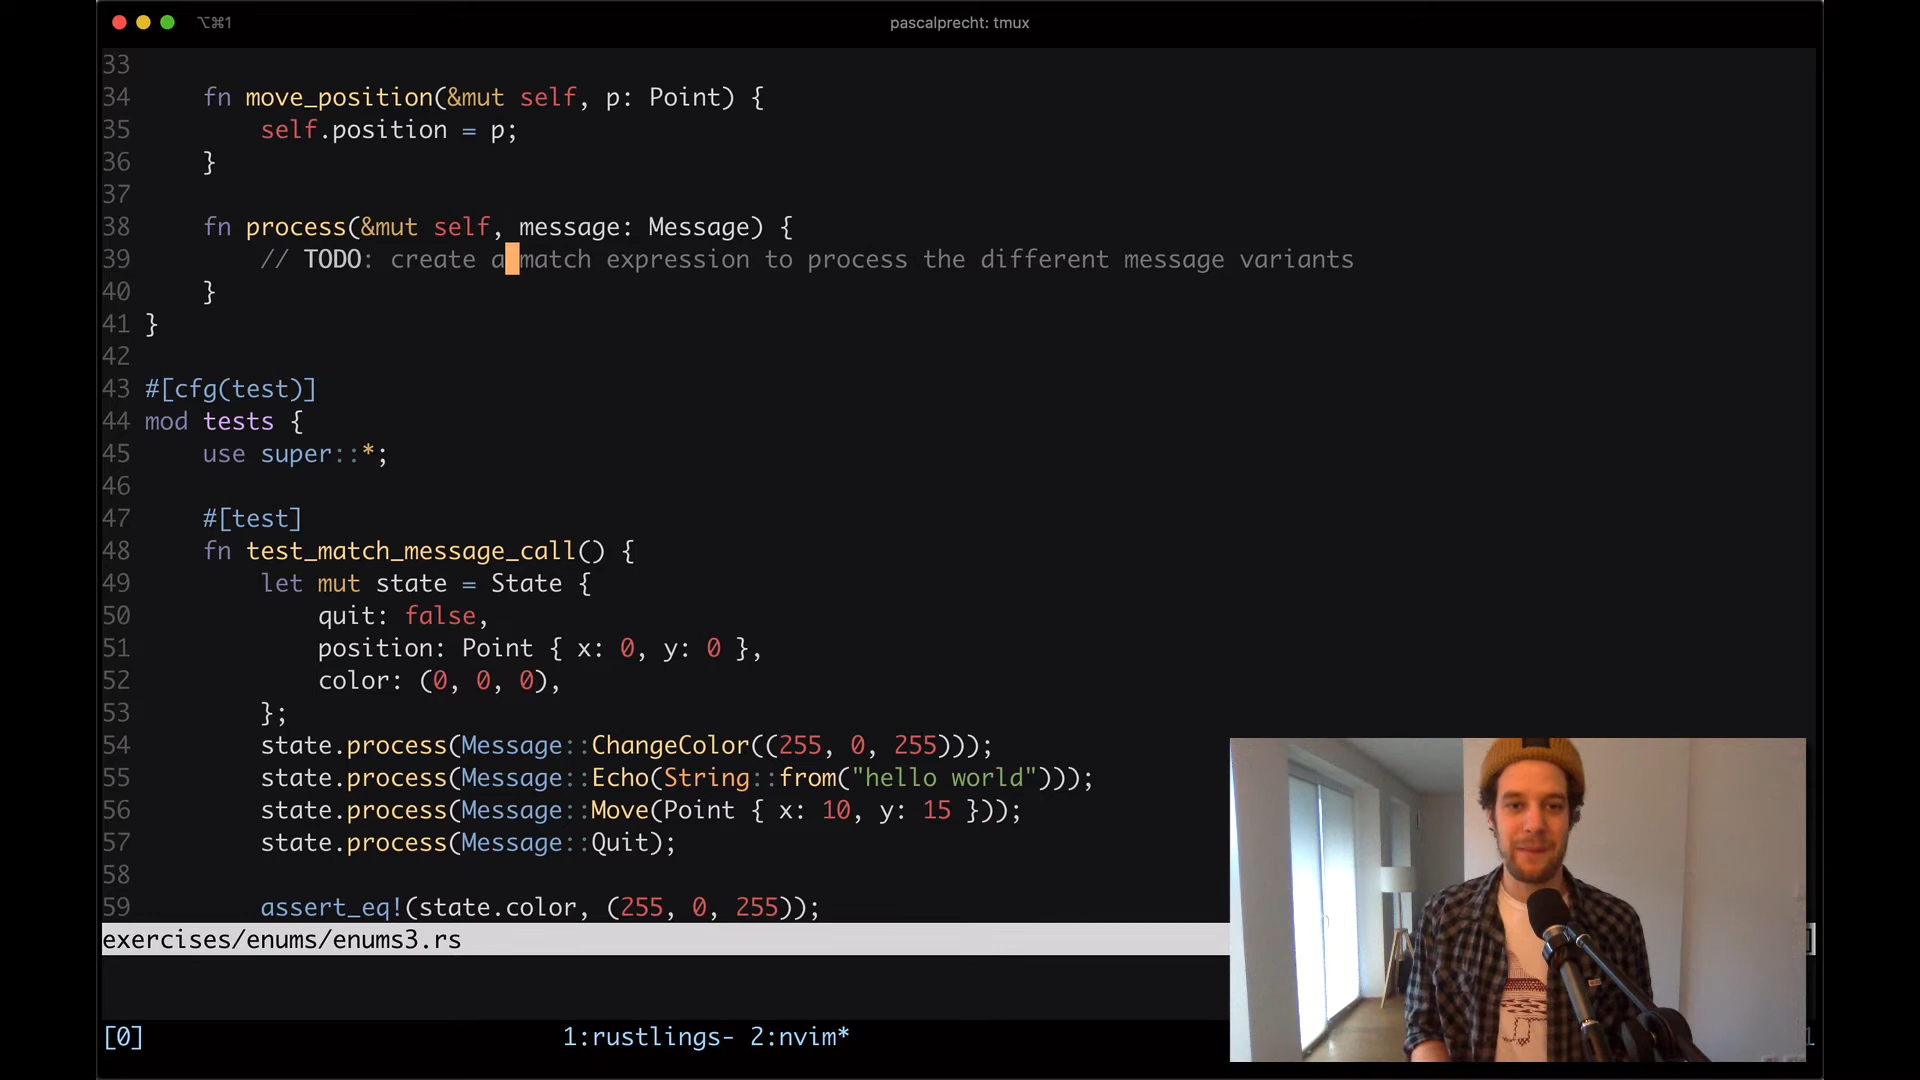 ⌥⌘1
pascalprecht: tmux
33
34 fn move_position(&mut self, p: Point) {
35 self.position = p;
36 }
37
38 fn process(&mut self, message: Message) {
39 // TODO: create a match expression to process the different message variants
40 }
41 }
42
43 #[cfg(test)]
44 mod tests {
45 use super::*;
46
47 #[test]
48 fn test_match_message_call() {
49 let mut state = State {
50 quit: false,
51 position: Point { x: 0, y: 0 },
52 color: (0, 0, 0),
53 };
54 state.process(Message::ChangeColor((255, 0, 255)));
55 state.process(Message::Echo(String::from("hello world")));
56 state.process(Message::Move(Point { x: 10, y: 15 }));
57 state.process(Message::Quit);
58
59 assert_eq!(state.color, (255, 0, 255));
exercises/enums/enums3.rs
[0] 1:rustlings- 2:nvim*